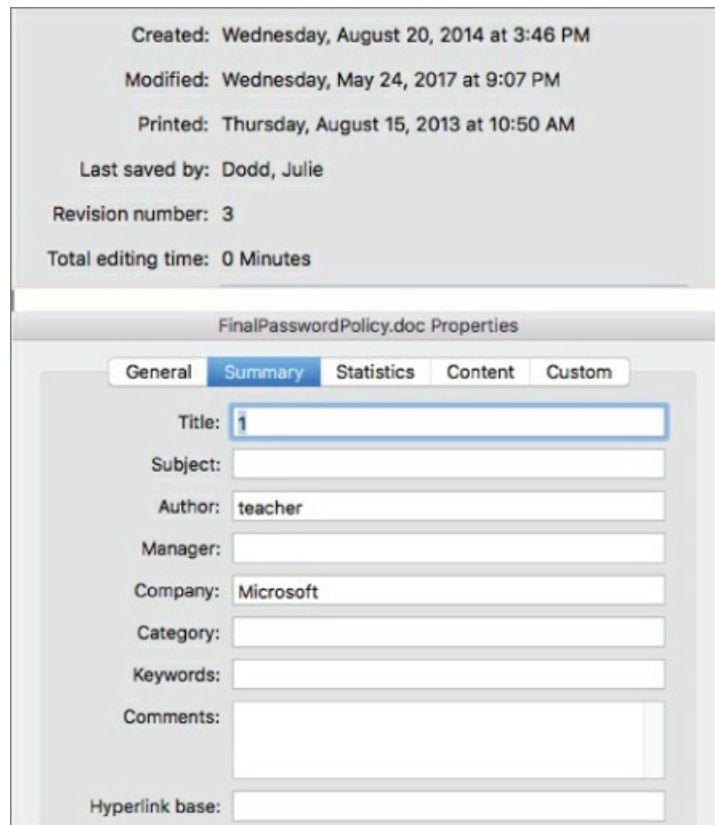 Created: Wednesday, August 20, 2014 at 3:46 PM
Modified: Wednesday, May 24, 2017 at 9:07 PM
Printed: Thursday, August 15, 2013 at 10:50 AM
Last saved by: Dodd, Julie
Revision number: 3
Total editing time: 0 Minutes
FinalPasswordPolicy.doc Properties
General Summary Statistics Content Custom
Title: 1
Subject:
Author: teacher
Manager:
Company: Microsoft
Category:
Keywords:
Comments:
Hyperlink base: